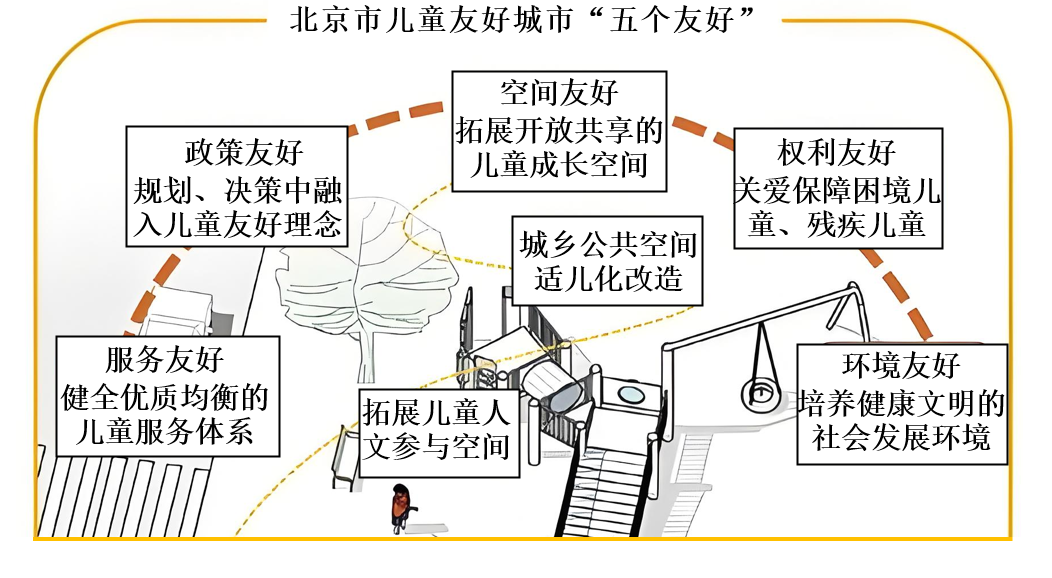 北京市儿童友好城市“五个友好”
空间友好
拓展开放共享的
儿童成长空间
政策友好
规划、决策中融
入儿童友好理念
权利友好
关爱保障困境儿
童、残疾儿童
城乡公共空间
适儿化改造
服务友好
健全优质均衡的
儿童服务体系
拓展儿童人
文参与空间
环境友好
培养健康文明的
社会发展环境